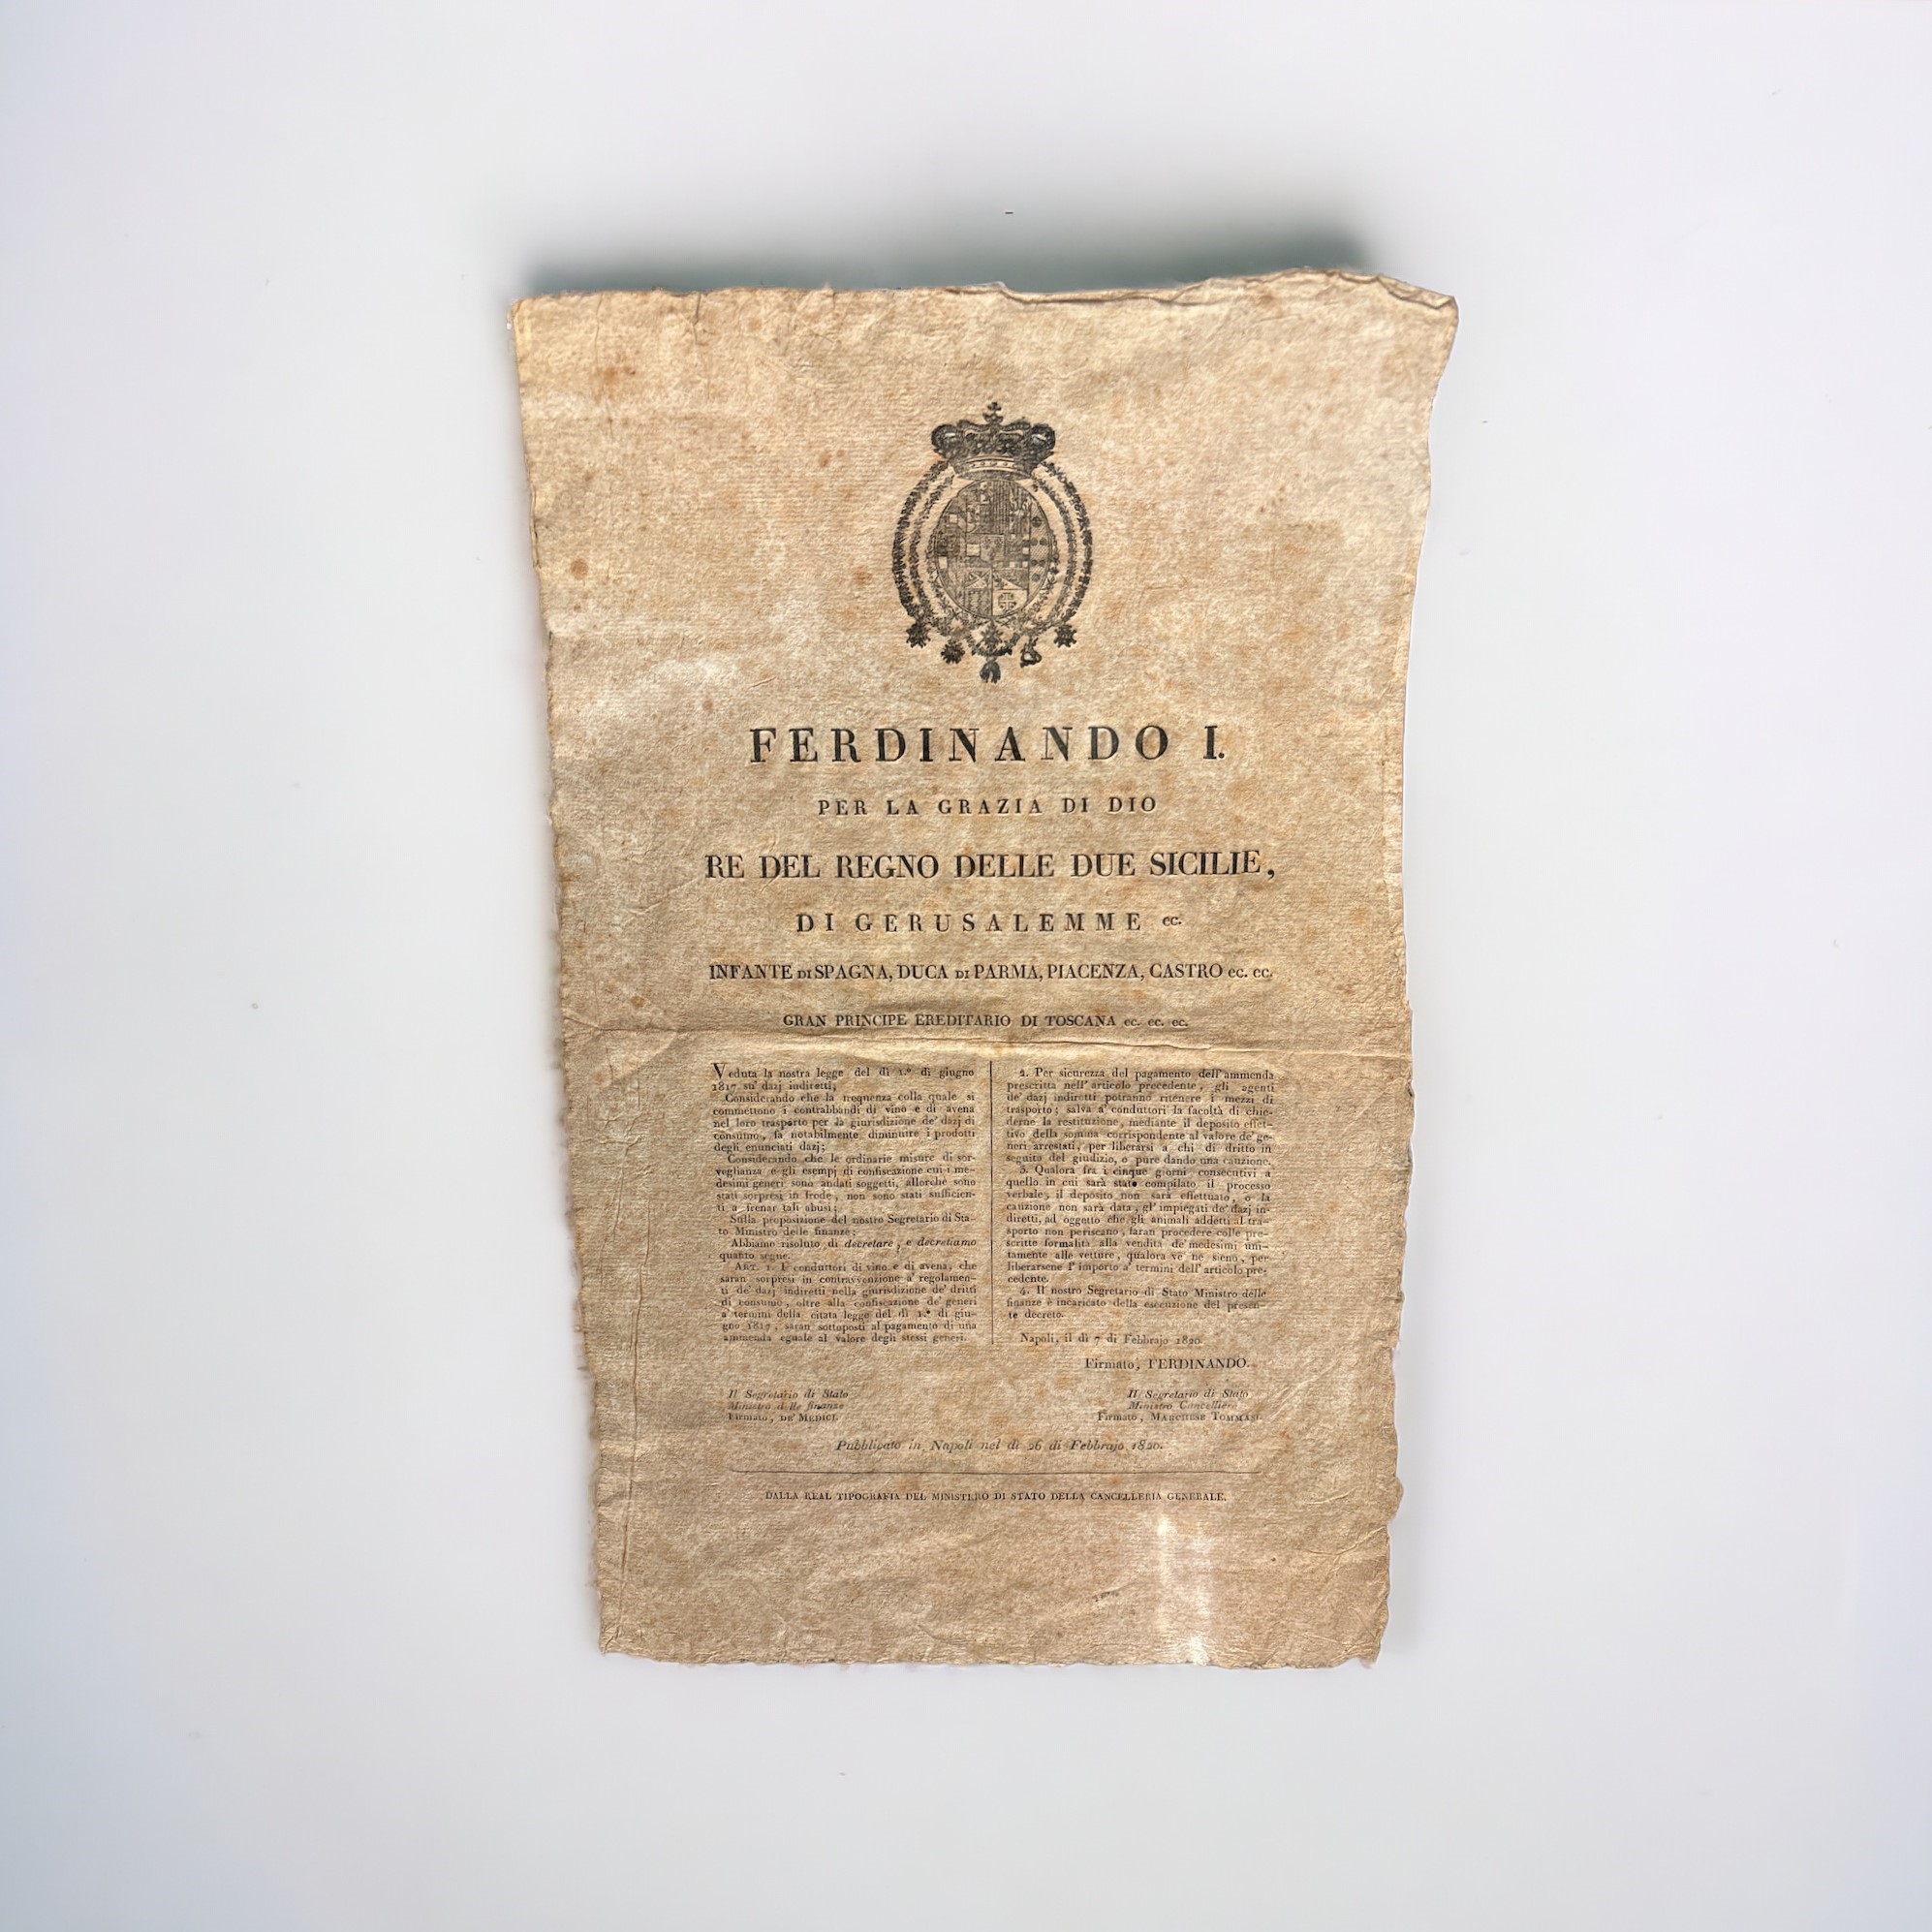 FERDINANDO I.
PER LA GRAZIA DI DIO
RE DEL REGNO DELLE DUE SICILIE,
DI GERUSALEMME ec.
INFANTE DI SPAGNA, DUCA DI PARMA, PIACENZA, CASTRO ec. ec.
GRAN PRINCIPE EREDITARIO DI TOSCANA ec. ec. ec.
Veduta la nostra legge del dì 1.º di giugno
1817 su' dazj indiretti;
Considerando che la frequenza colla quale si
commettono i contrabbandi di vino e di avena
nel loro trasporto per la giurisdizione de' dazj di
consumo, fa notabilmente diminuire i prodotti
degli enunciati dazj;
Considerando che le ordinarie misure di sor-
veglianza e gli esempj di confiscazione cui i me-
desimi generi sono andati soggetti, allorchè sono
stati sorpresi in frode, non sono stati sufficien-
ti a frenar tali abusi;
Sulla proposizione del nostro Segretario di Sta-
to Ministro delle finanze;
Abbiamo risoluto di decretare, e decretiamo
quanto segue.
ART. 1. I conduttori di vino e di avena, che
saran sorpresi in contravvenzione a' regolamen-
ti de' dazj indiretti nella giurisdizione de' dritti
di consumo, oltre alla confiscazione de' generi
a' termini della citata legge del dì 1.º di giu-
gno 1817, saran sottoposti al pagamento di una
ammenda eguale al valore degli stessi generi.
2. Per sicurezza del pagamento dell' ammenda
prescritta nell' articolo precedente, gli agenti
de' dazj indiretti potranno ritenere i mezzi di
trasporto; salva a' conduttori la facoltà di chie-
derne la restituzione, mediante il deposito effet-
tivo della somma corrispondente al valore de' ge-
neri arrestati, per liberarsi a chi di dritto in
seguito del giudizio, o pure dando una cauzione.
3. Qualora fra i cinque giorni consecutivi a
quello in cui sarà stato compilato il processo
verbale, il deposito non sarà effettuato, o la
cauzione non sarà data, gl' impiegati de' dazj in-
diretti, ad oggetto che gli animali addetti al tra-
sporto non periscano, faran procedere colle pre-
scritte formalità alla vendita de' medesimi uni-
tamente alle vetture, qualora ve' ne sieno, per
liberarsene l' importo a' termini dell' articolo pre-
cedente.
4. Il nostro Segretario di Stato Ministro delle
finanze è incaricato della esecuzione del presen-
te decreto.
Napoli, il dì 7 di Febbrajo 1820.
Firmato, FERDINANDO.
Il Segretario di Stato
Ministro delle finanze
Firmato, DE' MEDICI.
Il Segretario di Stato
Ministro Cancelliere
Firmato, MARCHESE TOMMASI.
Pubblicato in Napoli nel dì 26 di Febbrajo 1820.
DALLA REAL TIPOGRAFIA DEL MINISTERO DI STATO DELLA CANCELLERIA GENERALE.